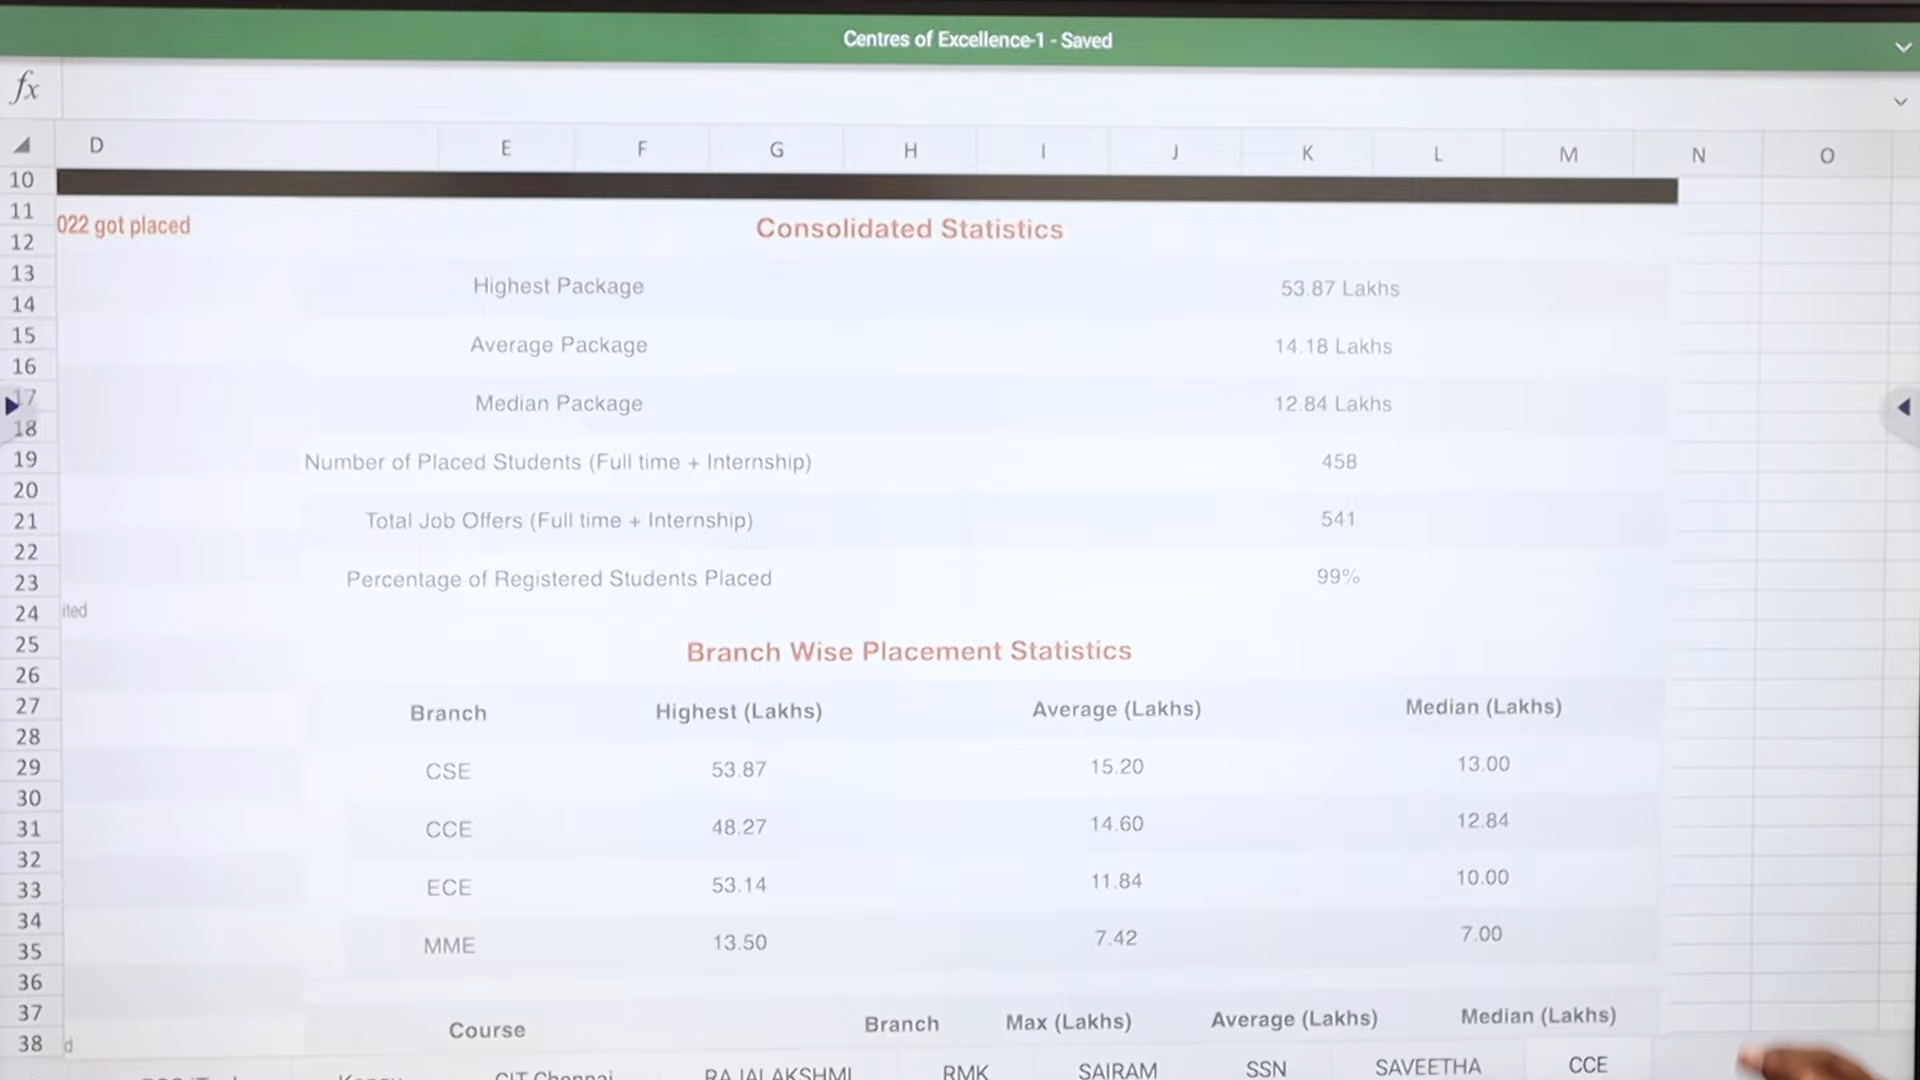 Centres of Excellence-1 - Saved
fx
D E F G H I J K L M N O
10
11
022 got placed
Consolidated Statistics
12
13
Highest Package 53.87 Lakhs
14
15
Average Package 14.18 Lakhs
16
17
Median Package 12.84 Lakhs
18
19
Number of Placed Students (Full time + Internship) 458
20
21
Total Job Offers (Full time + Internship) 541
22
23
Percentage of Registered Students Placed 99%
24
ited
25
Branch Wise Placement Statistics
26
27
Branch Highest (Lakhs) Average (Lakhs) Median (Lakhs)
28
29
CSE 53.87 15.20 13.00
30
31
CCE 48.27 14.60 12.84
32
33
ECE 53.14 11.84 10.00
34
35
MME 13.50 7.42 7.00
36
37
Course Branch Max (Lakhs) Average (Lakhs) Median (Lakhs)
38
d
CIT Chennai RAJALAKSHMI RMK SAIRAM SSN SAVEETHA CCE